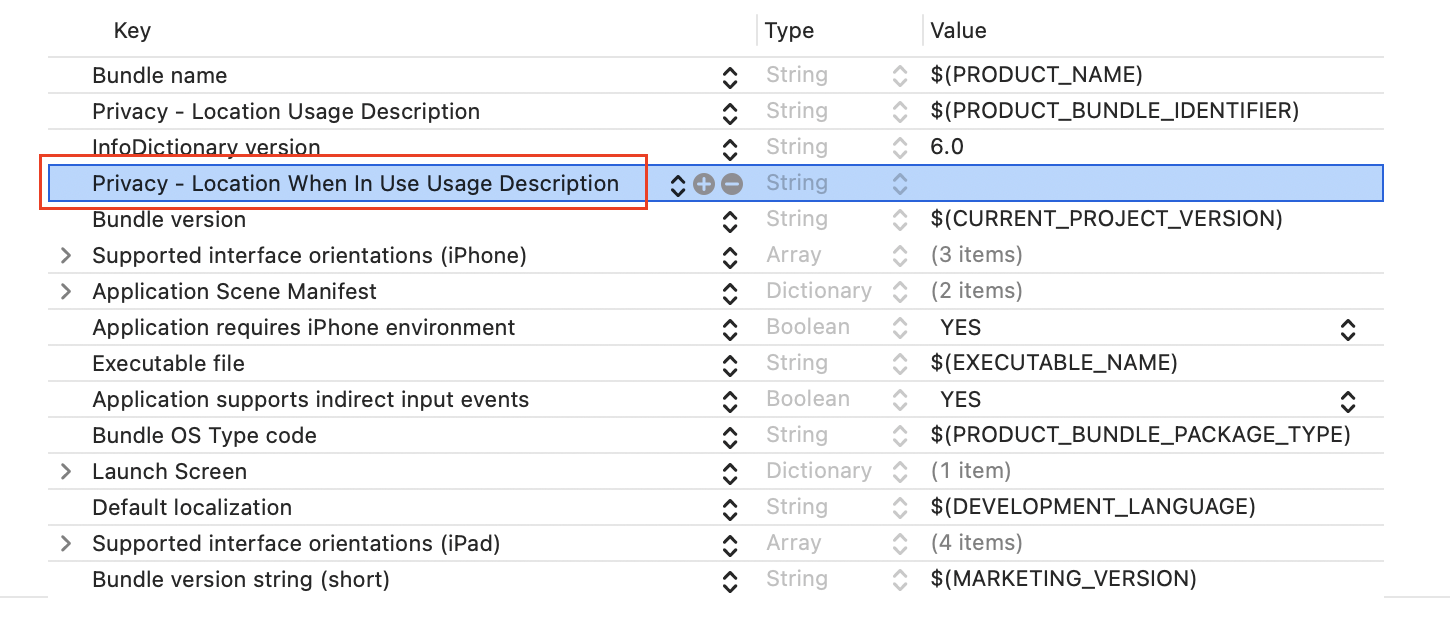 Key Type Value
Bundle name String $(PRODUCT_NAME)
Privacy - Location Usage Description String $(PRODUCT_BUNDLE_IDENTIFIER)
InfoDictionary version String 6.0
Privacy - Location When In Use Usage Description String
Bundle version String $(CURRENT_PROJECT_VERSION)
Supported interface orientations (iPhone) Array (3 items)
Application Scene Manifest Dictionary (2 items)
Application requires iPhone environment Boolean YES
Executable file String $(EXECUTABLE_NAME)
Application supports indirect input events Boolean YES
Bundle OS Type code String $(PRODUCT_BUNDLE_PACKAGE_TYPE)
Launch Screen Dictionary (1 item)
Default localization String $(DEVELOPMENT_LANGUAGE)
Supported interface orientations (iPad) Array (4 items)
Bundle version string (short) String $(MARKETING_VERSION)